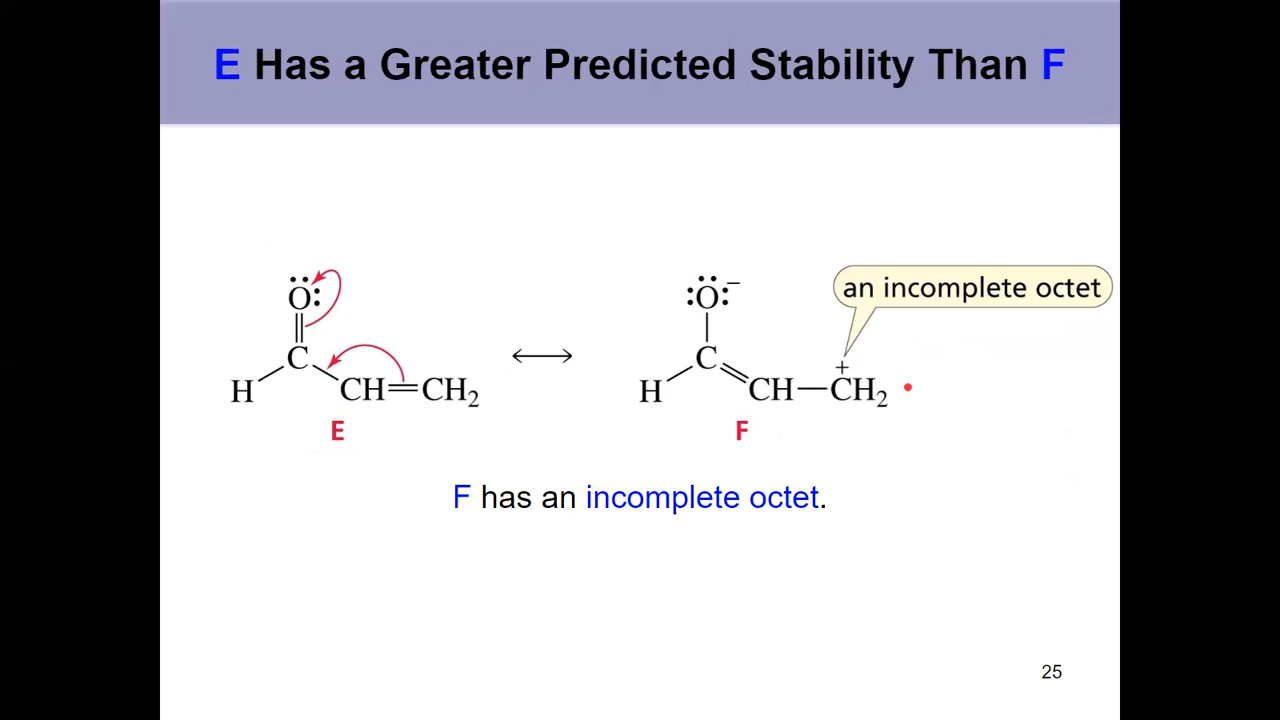 E Has a Greater Predicted Stability Than F
an incomplete octet
O
O−
C
C
+
H
CH=CH₂
H
CH—CH₂
E
F
F has an incomplete octet.
25